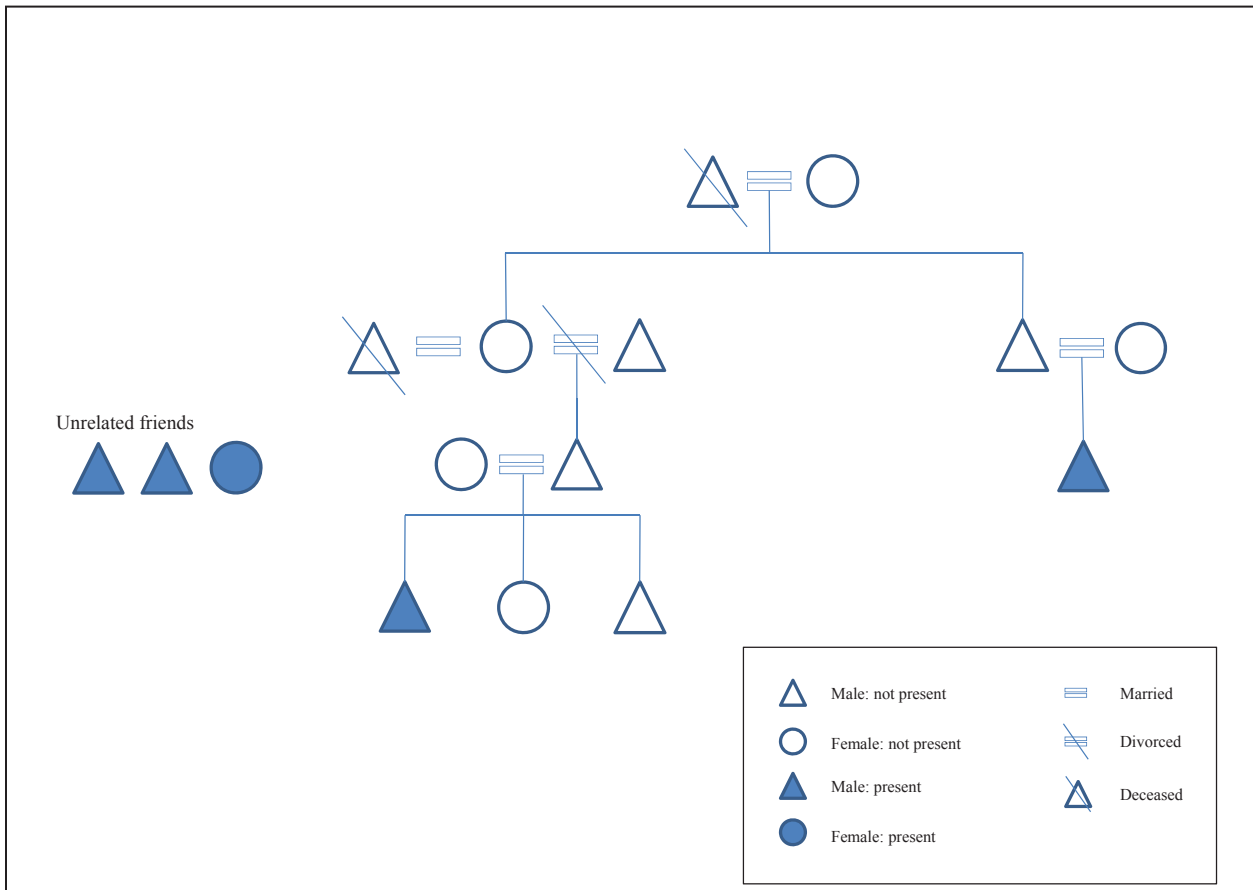 Unrelated friends
Male: not present
Married
Female: not present
Divorced
Male: present
Deceased
Female: present